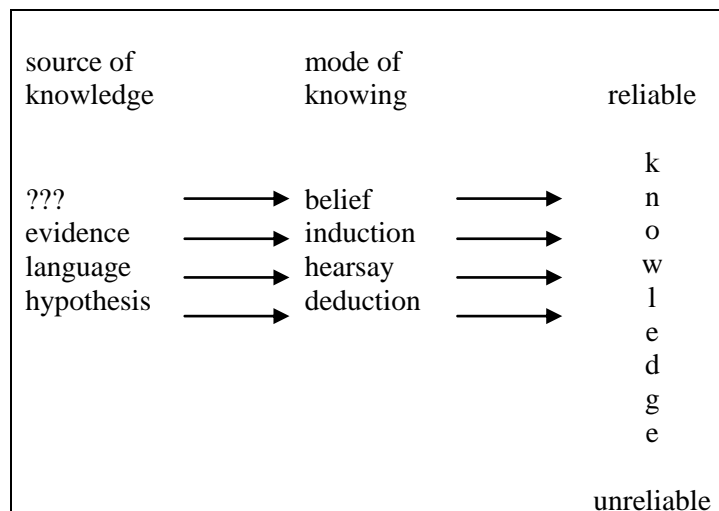 source of mode of
knowledge knowing reliable
k
??? belief n
evidence induction o
language hearsay w
hypothesis deduction l
e
d
g
e
unreliable